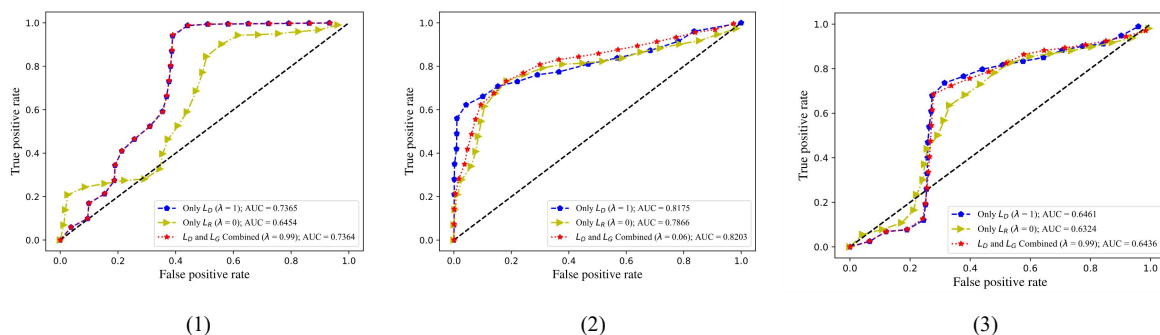 1.0
0.8
0.6
0.4
0.2
0.0
True positive rate
0.0 0.2 0.4 0.6 0.8 1.0
False positive rate
Only L_D (λ = 1); AUC = 0.7365
Only L_R (λ = 0); AUC = 0.6454
L_D and L_G Combined (λ = 0.99); AUC = 0.7364
(1)
1.0
0.8
0.6
0.4
0.2
0.0
True positive rate
0.0 0.2 0.4 0.6 0.8 1.0
False positive rate
Only L_D (λ = 1); AUC = 0.8175
Only L_R (λ = 0); AUC = 0.7866
L_D and L_G Combined (λ = 0.06); AUC = 0.8203
(2)
1.0
0.8
0.6
0.4
0.2
0.0
True positive rate
0.0 0.2 0.4 0.6 0.8 1.0
False positive rate
Only L_D (λ = 1); AUC = 0.6461
Only L_R (λ = 0); AUC = 0.6324
L_D and L_G Combined (λ = 0.99); AUC = 0.6436
(3)